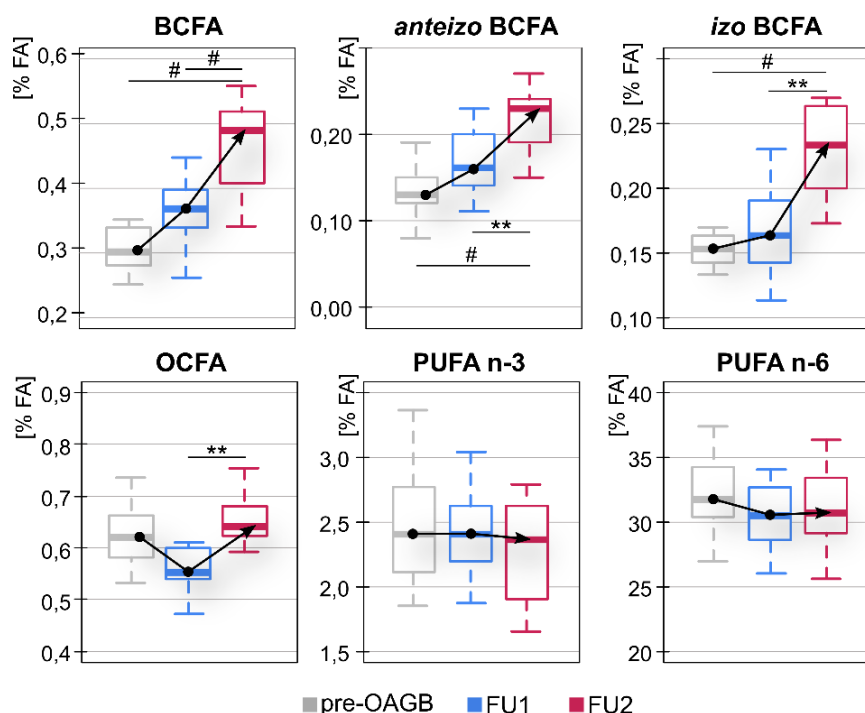 BCFA
anteizo BCFA
izo BCFA
[% FA]
0,6
0,5
0,4
0,3
0,2
#
#
[% FA]
0,20
0,10
0,00
**
#
[% FA]
0,25
0,20
0,15
0,10
#
**
OCFA
PUFA n-3
PUFA n-6
[% FA]
0,9
0,8
0,7
0,6
0,5
0,4
**
[% FA]
3,0
2,5
2,0
1,5
[% FA]
40
35
30
25
20
pre-OAGB FU1 FU2